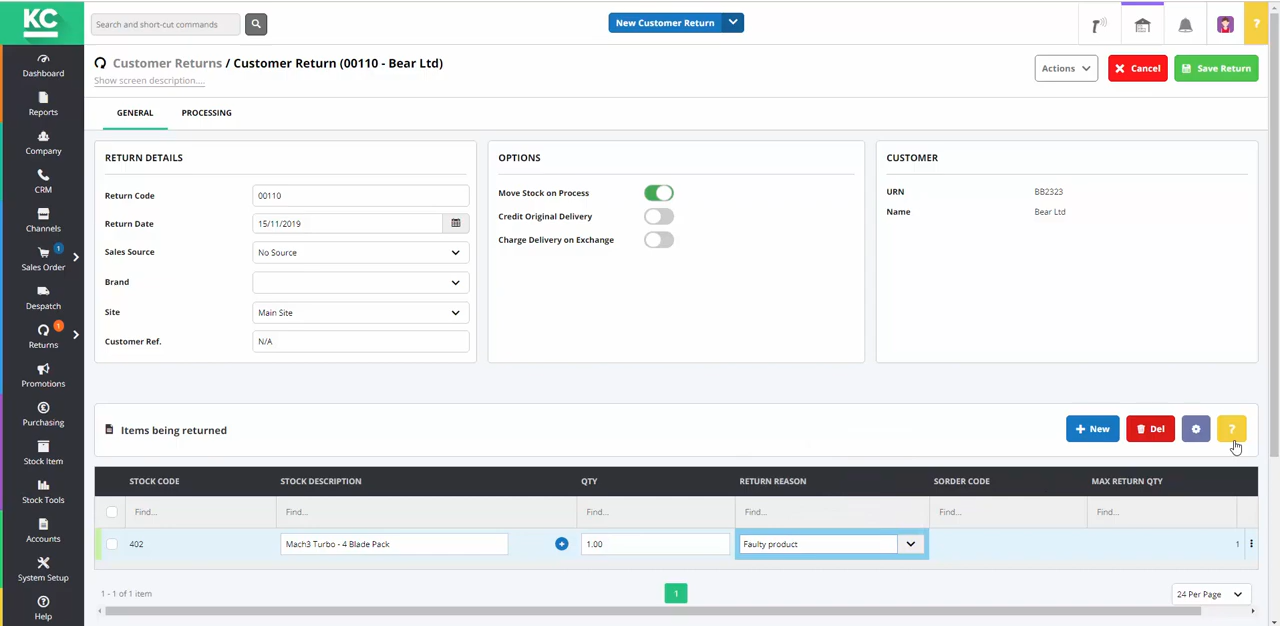 KC
Search and short-cut commands
New Customer Return
?
Customer Returns / Customer Return (00110 - Bear Ltd)
Show screen description....
Actions
Cancel
Save Return
GENERAL
PROCESSING
Dashboard
Reports
Company
CRM
Channels
1
Sales Order
Despatch
1
Returns
Promotions
Purchasing
Stock Item
Stock Tools
Accounts
System Setup
Help
RETURN DETAILS
Return Code 00110
Return Date 15/11/2019
Sales Source No Source
Brand
Site Main Site
Customer Ref. N/A
OPTIONS
Move Stock on Process
Credit Original Delivery
Charge Delivery on Exchange
CUSTOMER
URN BB2323
Name Bear Ltd
Items being returned
+ New
Del
?
STOCK CODE STOCK DESCRIPTION QTY RETURN REASON SORDER CODE MAX RETURN QTY
Find... Find... Find... Find... Find... Find...
402 Mach3 Turbo - 4 Blade Pack 1.00 Faulty product 1
1 - 1 of 1 item
1
24 Per Page